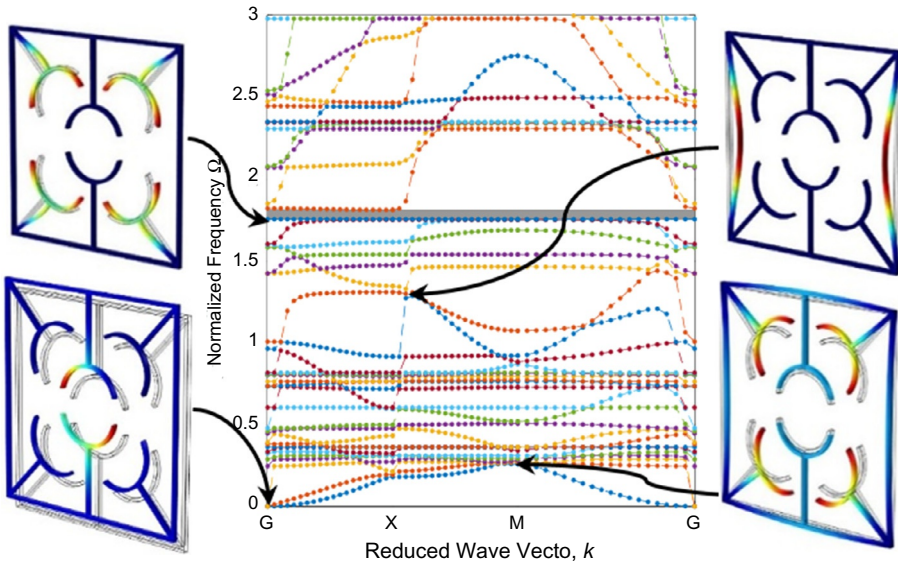 3
2.5
2
1.5
1
0.5
0
Normalized Frequency Ω
G X M G
Reduced Wave Vecto, k